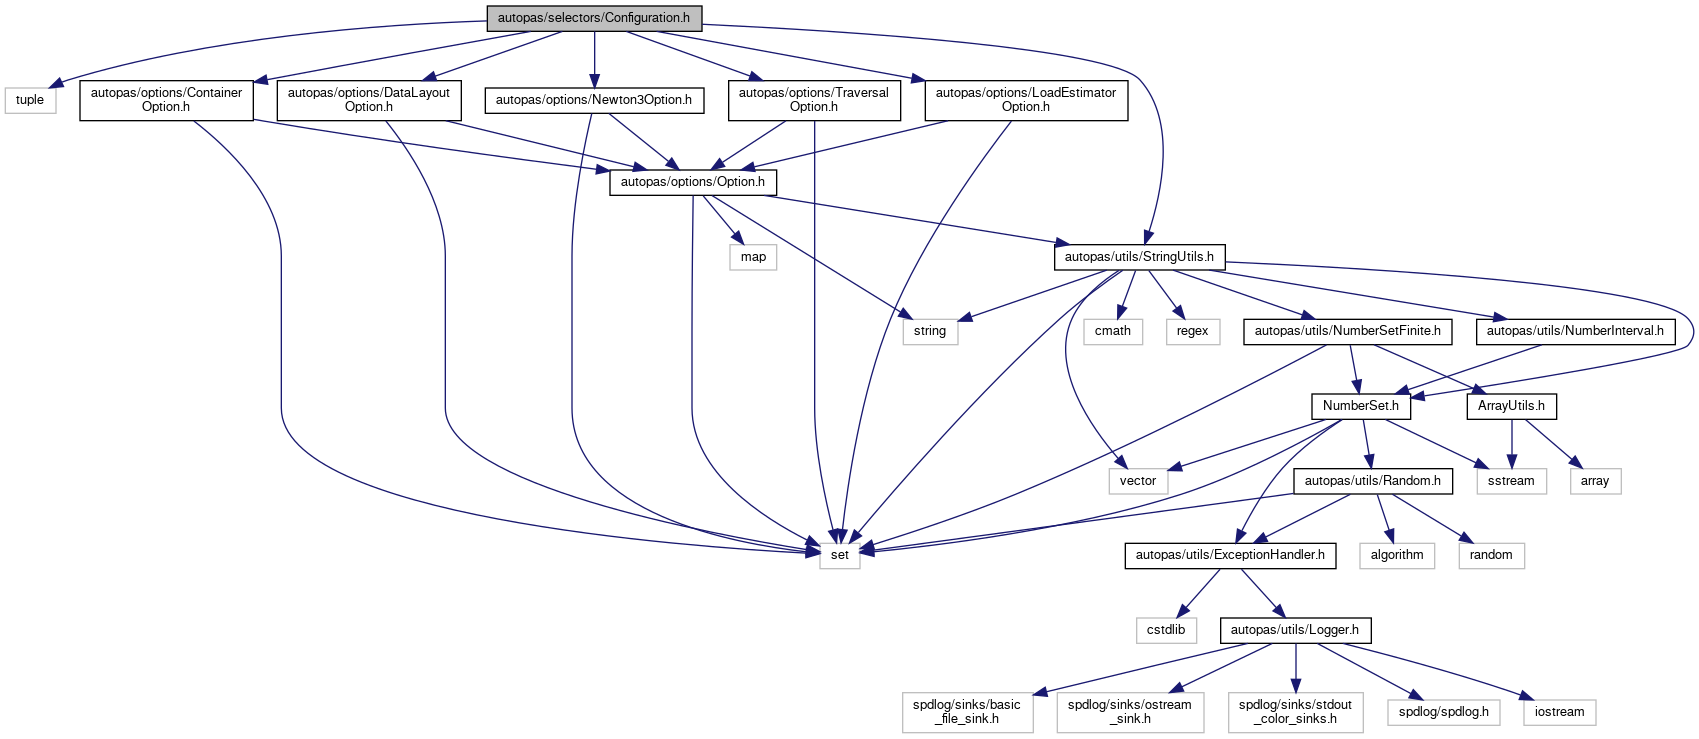 autopas/selectors/Configuration.h
tuple
autopas/options/Container
Option.h
autopas/options/DataLayout
Option.h
autopas/options/Newton3Option.h
autopas/options/Traversal
Option.h
autopas/options/LoadEstimator
Option.h
autopas/options/Option.h
map
autopas/utils/StringUtils.h
string
cmath
regex
autopas/utils/NumberSetFinite.h
autopas/utils/NumberInterval.h
NumberSet.h
ArrayUtils.h
vector
autopas/utils/Random.h
sstream
array
set
autopas/utils/ExceptionHandler.h
algorithm
random
cstdlib
autopas/utils/Logger.h
spdlog/sinks/basic
_file_sink.h
spdlog/sinks/ostream
_sink.h
spdlog/sinks/stdout
_color_sinks.h
spdlog/spdlog.h
iostream